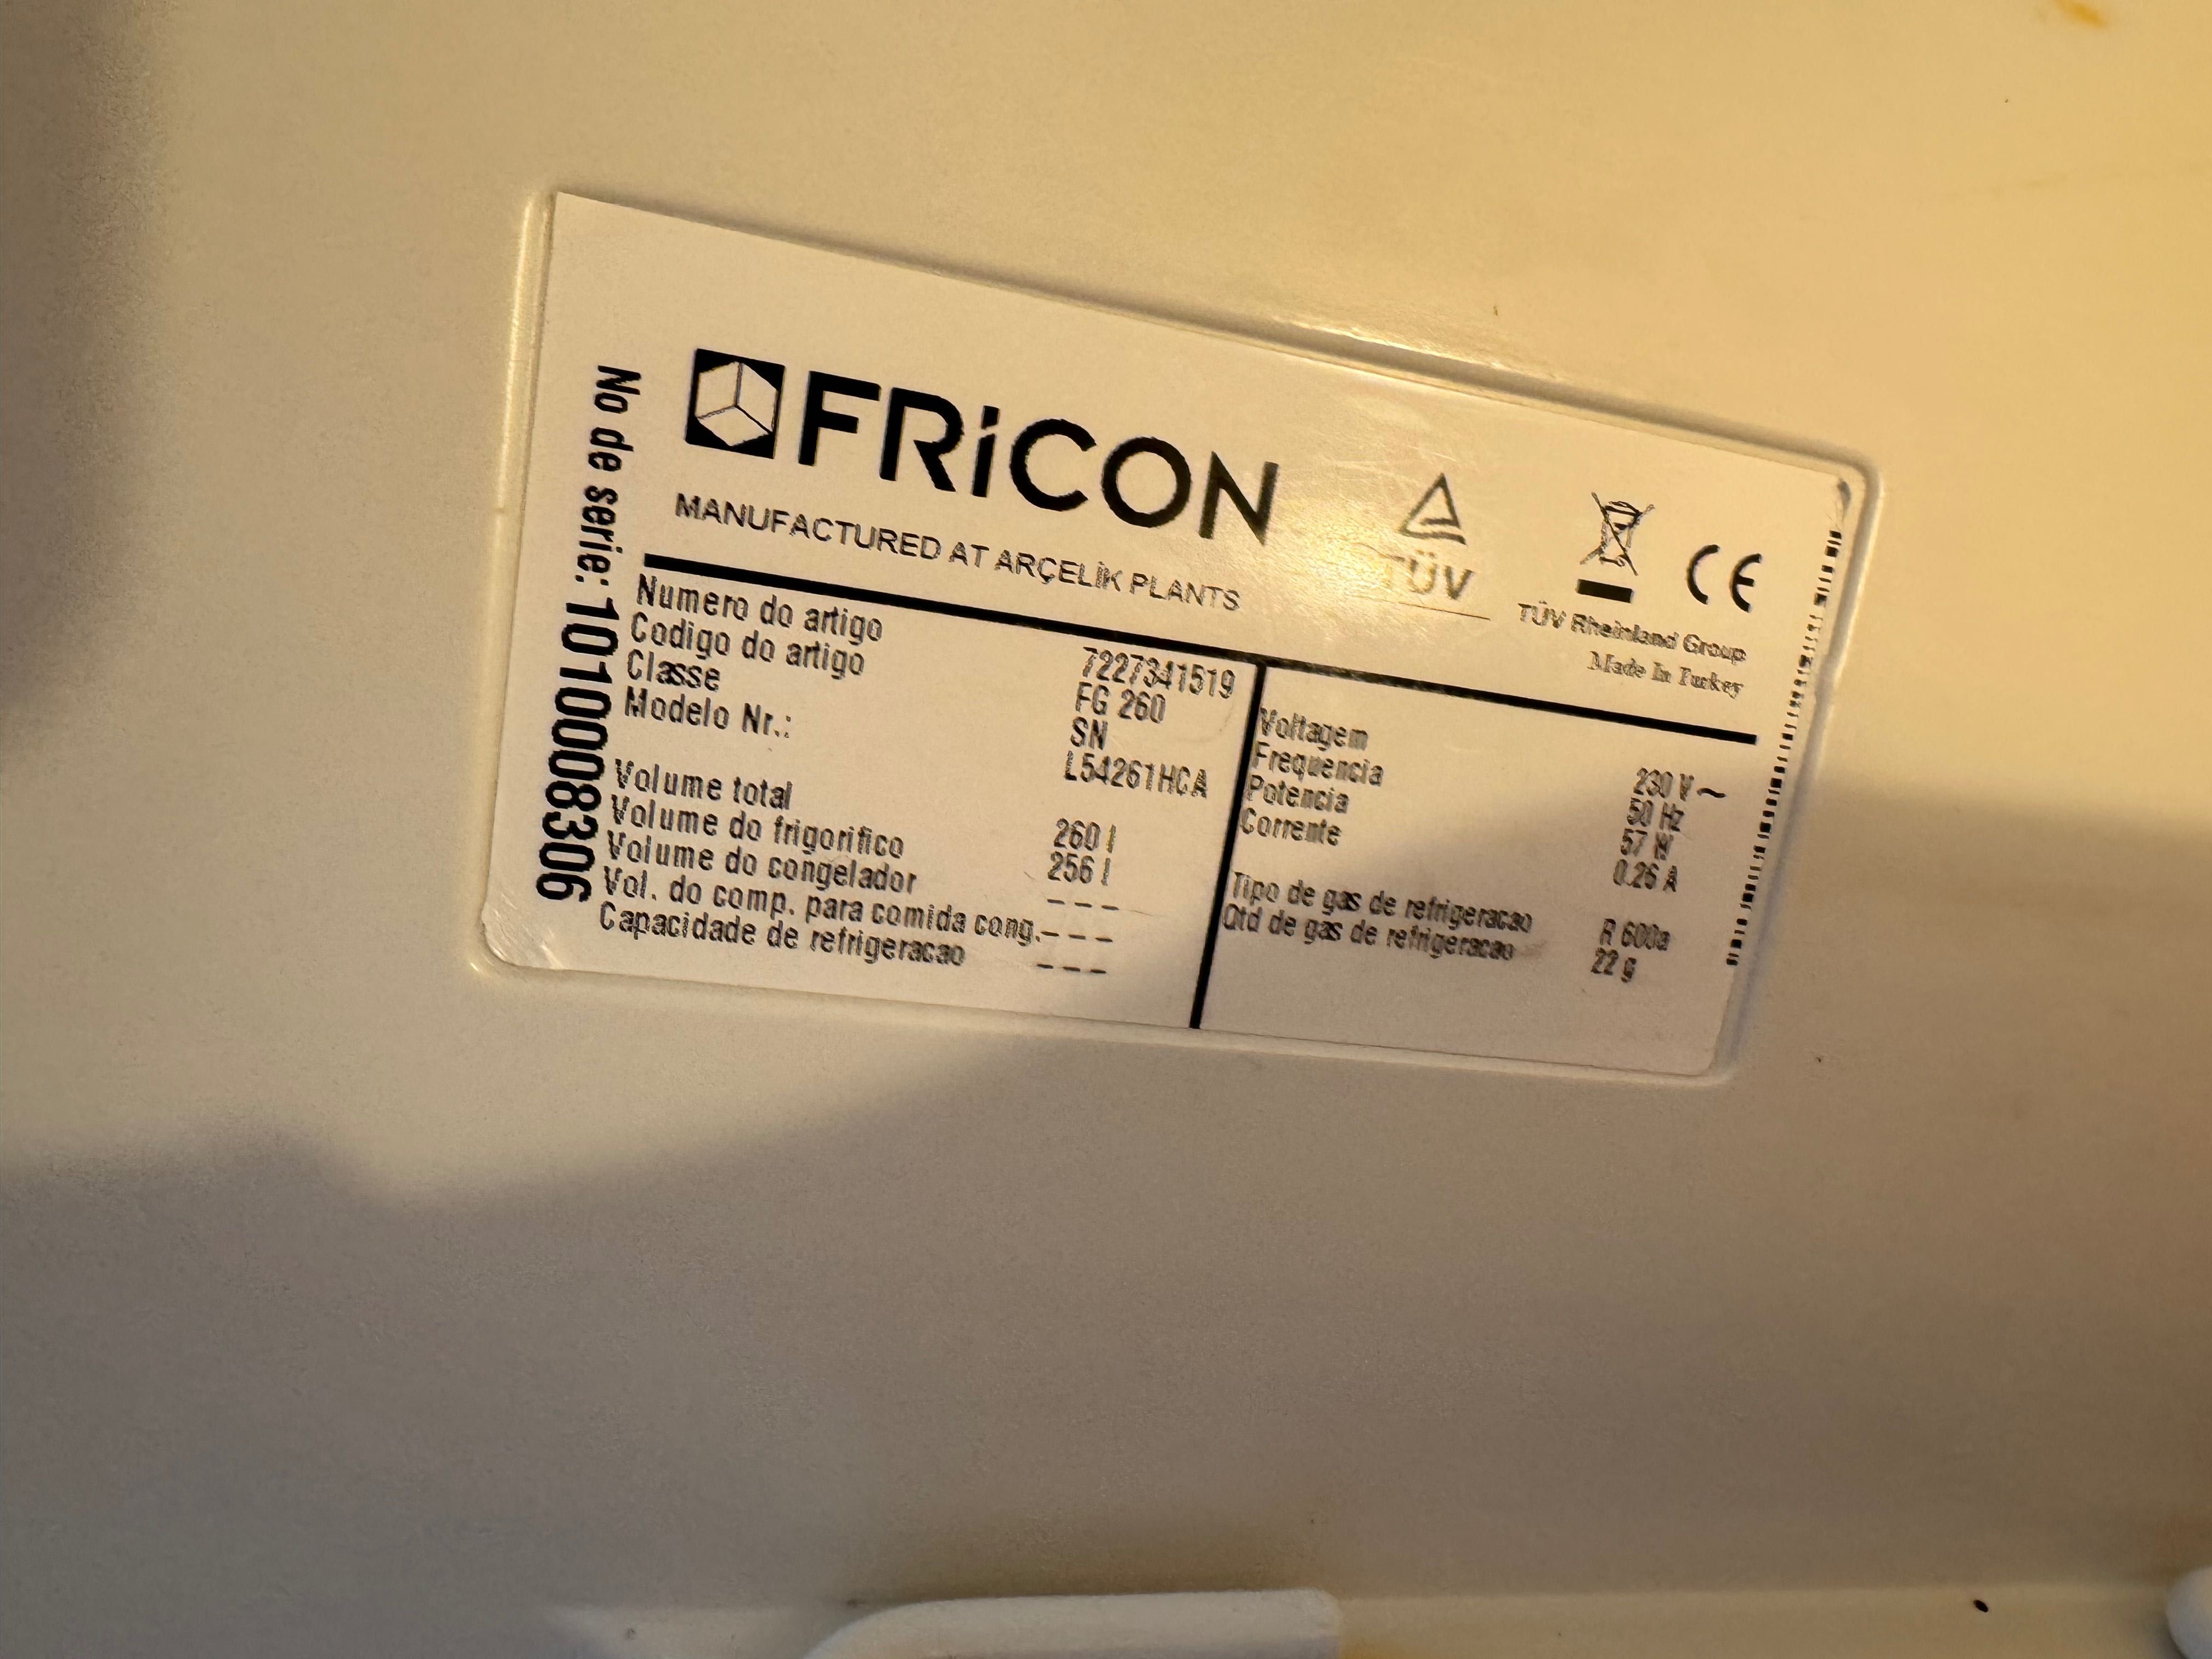 FRiCON
MANUFACTURED AT ARÇELİK PLANTS
TÜV
CE
TÜV Rheinland Group
Made In Turkey
No de serie: 1010008306
Numero do artigo 7227341519
Codigo do artigo FG 260
Classe SN
Modelo Nr.: L54261HCA
Volume total 260 l
Volume do frigorifico 256 l
Volume do congelador ---
Vol. do comp. para comida cong. ---
Capacidade de refrigeracao ---
Voltagem 230 V ~
Frequencia 50 Hz
Potencia 57 W
Corrente 0.26 A
Tipo de gas de refrigeracao R 600a
Qtd de gas de refrigeracao 22 g